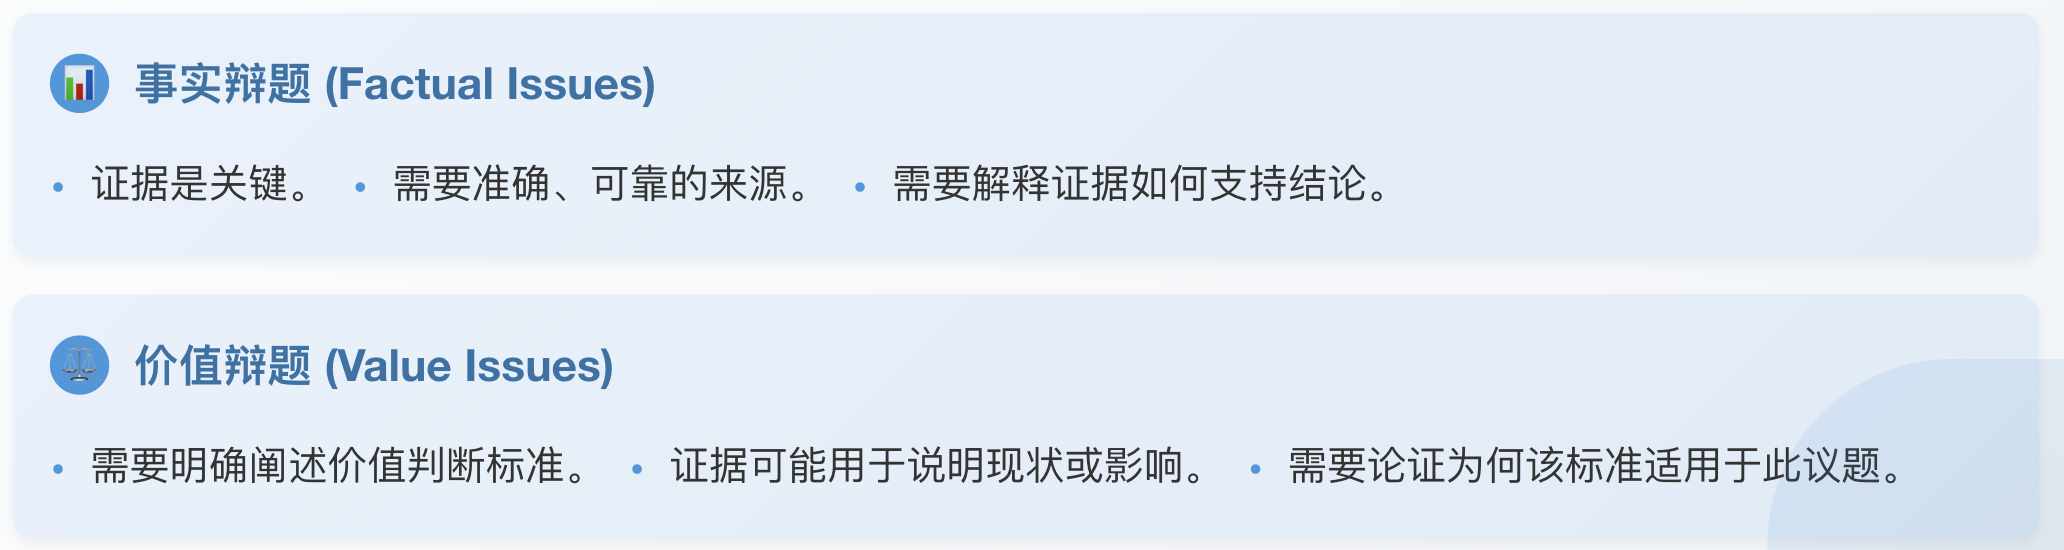 事实辩题 (Factual Issues)
• 证据是关键。 • 需要准确、可靠的来源。 • 需要解释证据如何支持结论。
价值辩题 (Value Issues)
• 需要明确阐述价值判断标准。 • 证据可能用于说明现状或影响。 • 需要论证为何该标准适用于此议题。